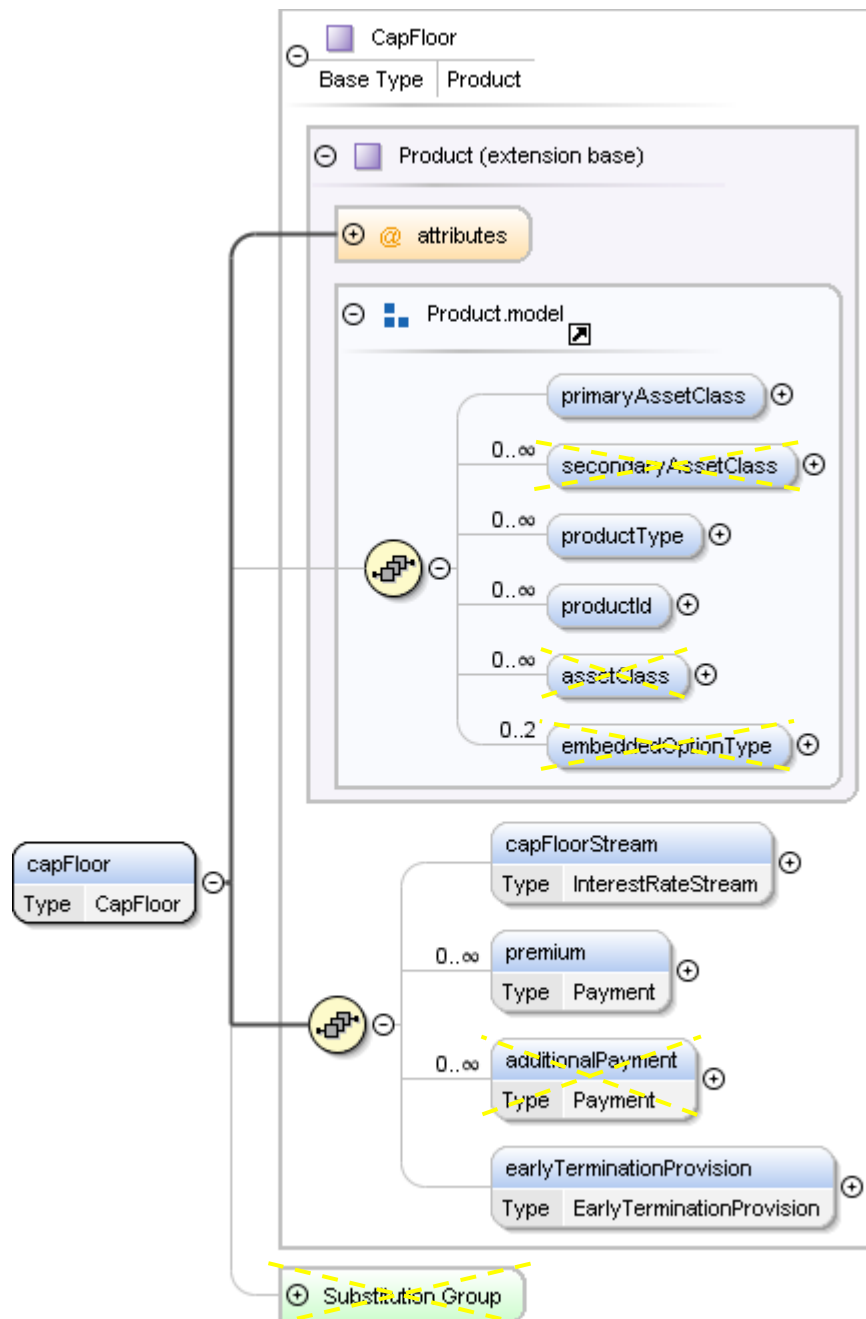 CapFloor
Base Type Product
Product (extension base)
@ attributes
Product.model
primaryAssetClass
0..∞
secondaryAssetClass
0..∞
productType
0..∞
productId
0..∞
assetClass
0..2
embeddedOptionType
capFloor
Type CapFloor
capFloorStream
Type InterestRateStream
0..∞
premium
Type Payment
0..∞
additionalPayment
Type Payment
earlyTerminationProvision
Type EarlyTerminationProvision
Substitution Group